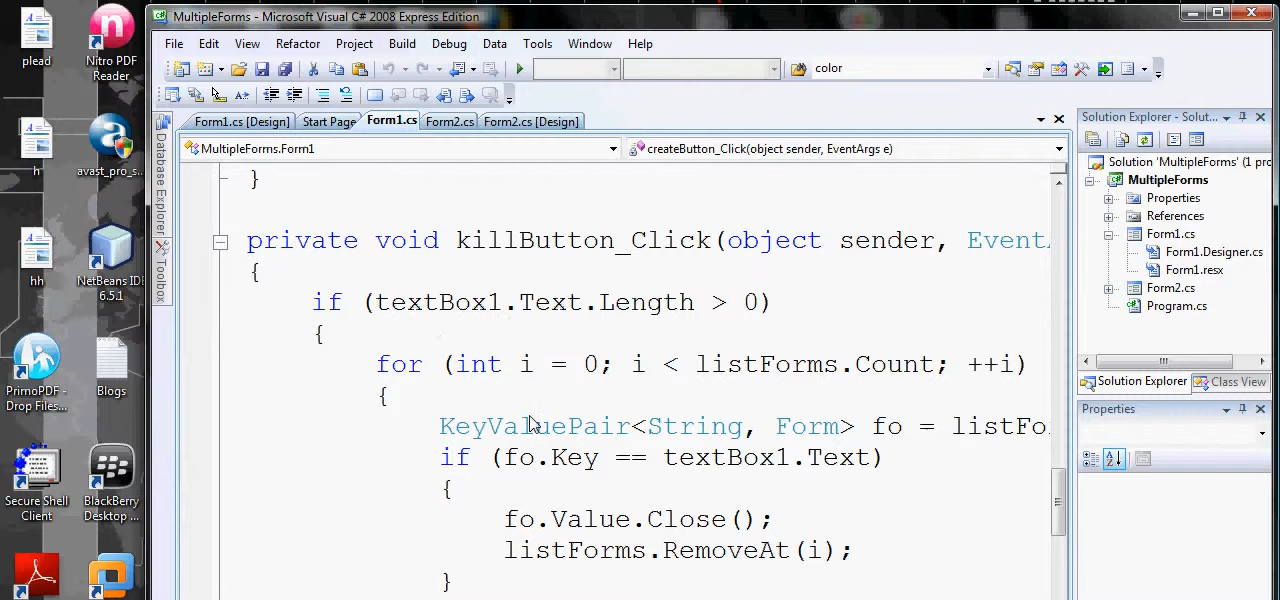 plead
Nitro PDF
Reader
h
avast_pro_s...
hh
NetBeans IDE
6.5.1
PrimoPDF -
Drop Files...
Blogs
Secure Shell
Client
BlackBerry
Desktop ...
MultipleForms - Microsoft Visual C# 2008 Express Edition
File Edit View Refactor Project Build Debug Data Tools Window Help
color
Form1.cs [Design] Start Page Form1.cs Form2.cs Form2.cs [Design]
MultipleForms.Form1 createButton_Click(object sender, EventArgs e)
Database Explorer
Toolbox
}
private void killButton_Click(object sender, EventA
{
if (textBox1.Text.Length > 0)
{
for (int i = 0; i < listForms.Count; ++i)
{
KeyValuePair<String, Form> fo = listFo
if (fo.Key == textBox1.Text)
{
fo.Value.Close();
listForms.RemoveAt(i);
}
Solution Explorer - Solut...
Solution 'MultipleForms' (1 pro
MultipleForms
Properties
References
Form1.cs
Form1.Designer.cs
Form1.resx
Form2.cs
Program.cs
Solution Explorer Class View
Properties